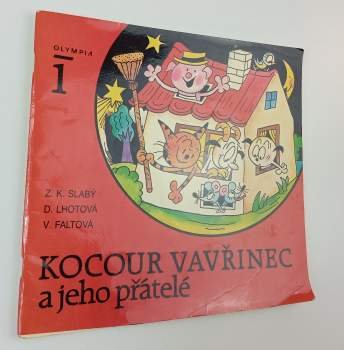 OLYMPIA
1
Z. K. SLABÝ
D. LHOTOVÁ
V. FALTOVÁ
KOCOUR VAVŘINEC
a jeho přátelé